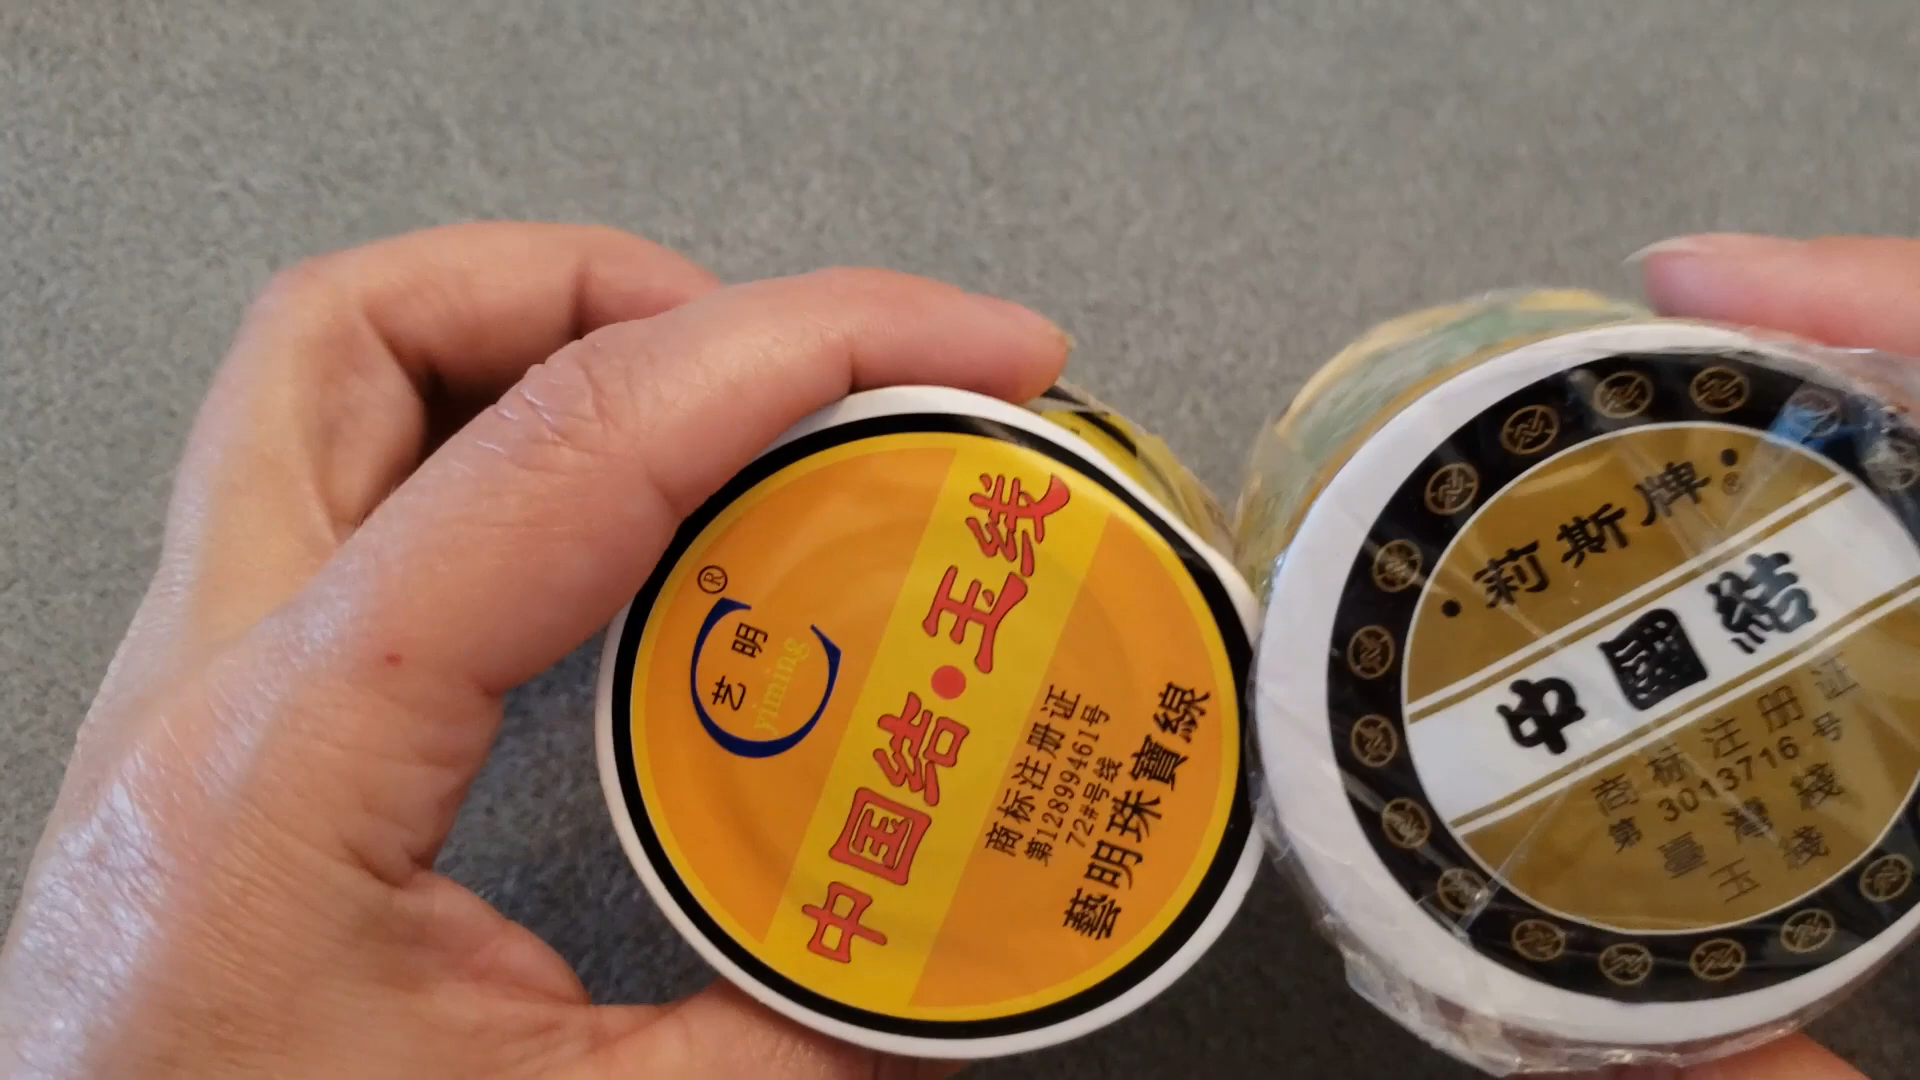 ®
艺明
yiming
中国结·玉线
商标注册证
第12899461号
72#号线
藝明珠寶線
·莉斯牌·
®
中國結
商标注册证
第3013716号
臺灣綫
玉綫